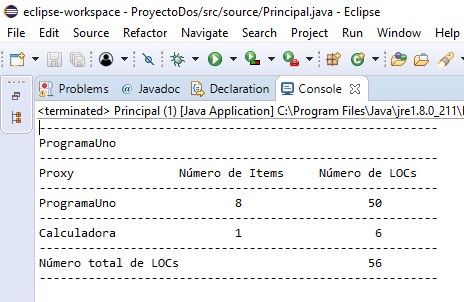 eclipse-workspace - ProyectoDos/src/source/Principal.java - Eclipse
File Edit Source Refactor Navigate Search Project Run Window
Problems @ Javadoc Declaration Console
<terminated> Principal (1) [Java Application] C:\Program Files\Java\jre1.8.0_211\
---------------------------------------------------------
ProgramaUno
---------------------------------------------------------
Proxy Número de Items Número de LOCs
---------------------------------------------------------
ProgramaUno 8 50
---------------------------------------------------------
Calculadora 1 6
---------------------------------------------------------
Número total de LOCs 56
---------------------------------------------------------